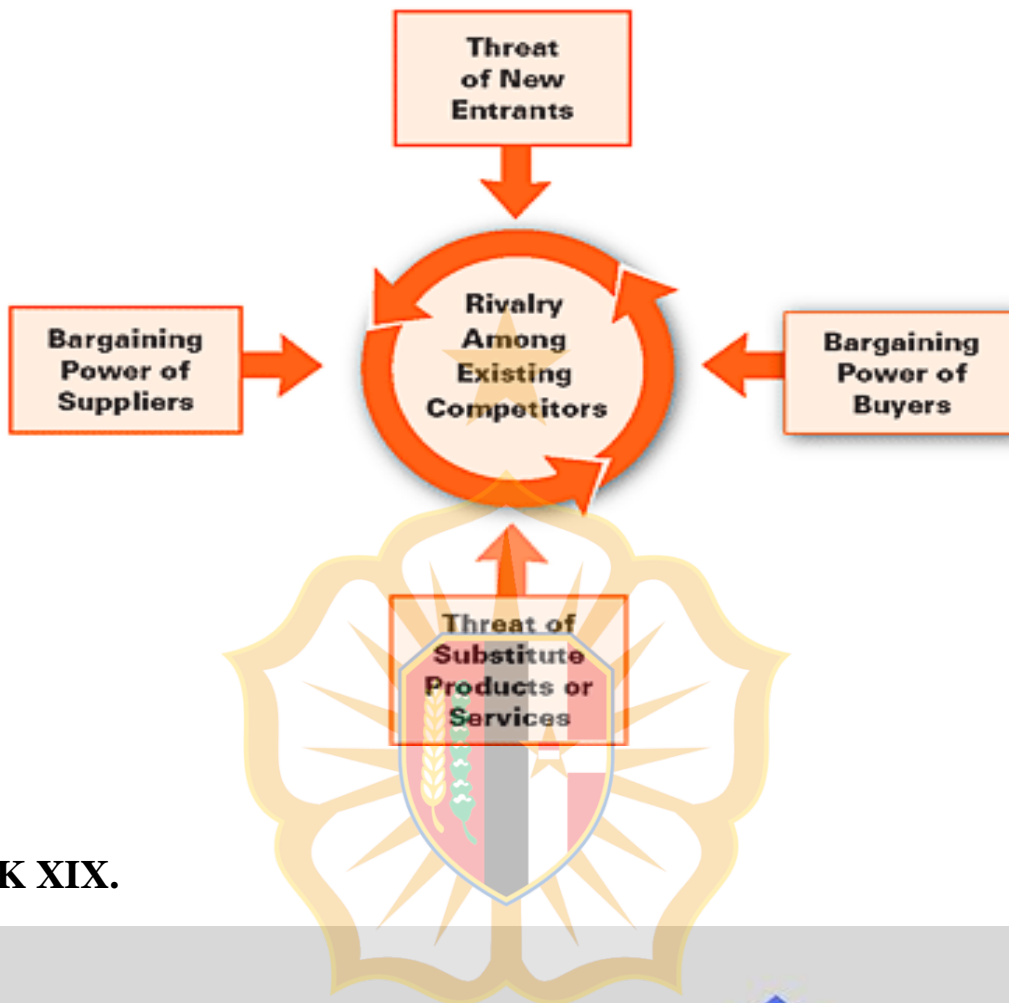 Threat
of New
Entrants
Bargaining
Power of
Suppliers
Rivalry
Among
Existing
Competitors
Bargaining
Power of
Buyers
Threat of
Substitute
Products or
Services
K XIX.